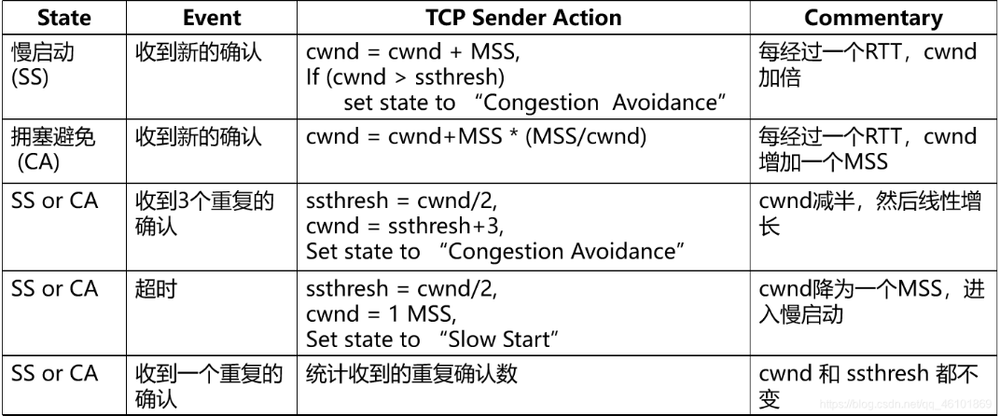 State Event TCP Sender Action Commentary
慢启动
(SS)
收到新的确认
cwnd = cwnd + MSS,
If (cwnd > ssthresh)
set state to “Congestion Avoidance”
每经过一个RTT，cwnd
加倍
拥塞避免
(CA)
收到新的确认
cwnd = cwnd+MSS * (MSS/cwnd)
每经过一个RTT，cwnd
增加一个MSS
SS or CA
收到3个重复的
确认
ssthresh = cwnd/2,
cwnd = ssthresh+3,
Set state to “Congestion Avoidance”
cwnd减半，然后线性增
长
SS or CA
超时
ssthresh = cwnd/2,
cwnd = 1 MSS,
Set state to “Slow Start”
cwnd降为一个MSS，进
入慢启动
SS or CA
收到一个重复的
确认
统计收到的重复确认数
cwnd 和 ssthresh 都不
变
https://blog.csdn.net/qq_46101869